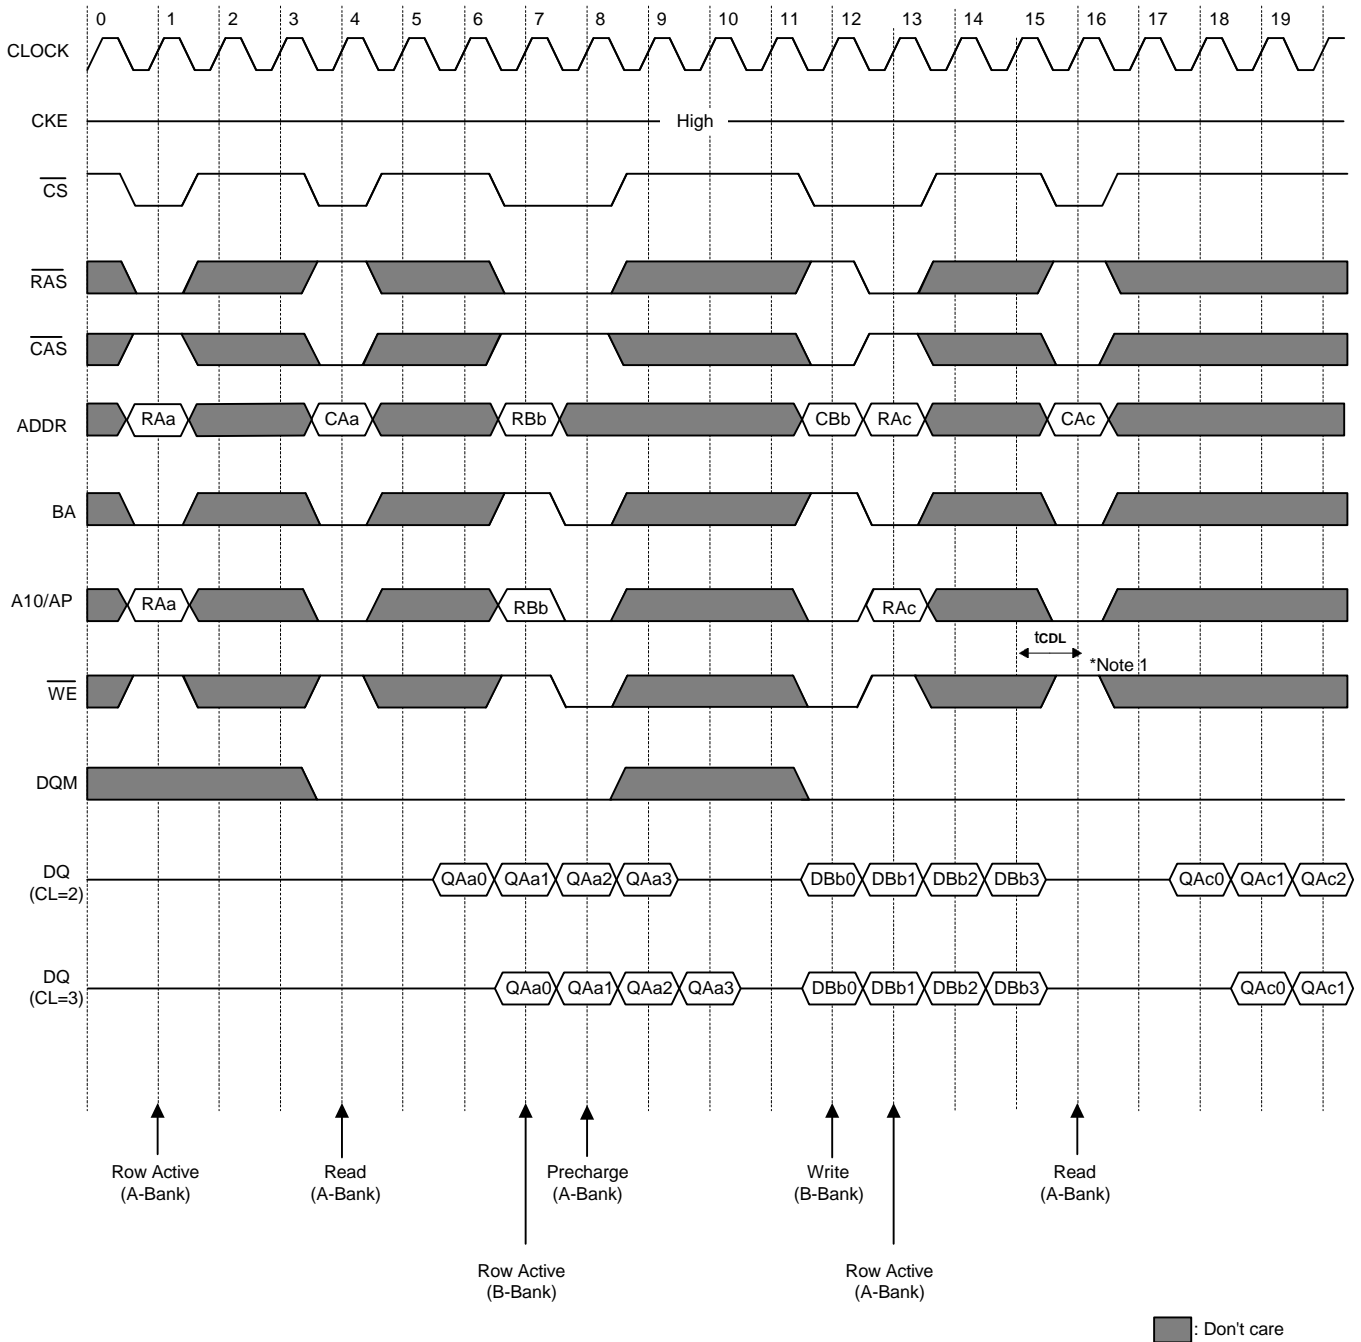 0 1 2 3 4 5 6 7 8 9 10 11 12 13 14 15 16 17 18 19
CLOCK
CKE High
CS
RAS
CAS
ADDR RAa CAa RBb CBb RAc CAc
BA
A10/AP RAa RBb RAc
tCDL
*Note 1
WE
DQM
DQ
(CL=2) QAa0 QAa1 QAa2 QAa3 DBb0 DBb1 DBb2 DBb3 QAc0 QAc1 QAc2
DQ
(CL=3) QAa0 QAa1 QAa2 QAa3 DBb0 DBb1 DBb2 DBb3 QAc0 QAc1
Row Active Read Precharge Write Read
(A-Bank) (A-Bank) (A-Bank) (B-Bank) (A-Bank)
Row Active Row Active
(B-Bank) (A-Bank)
: Don't care